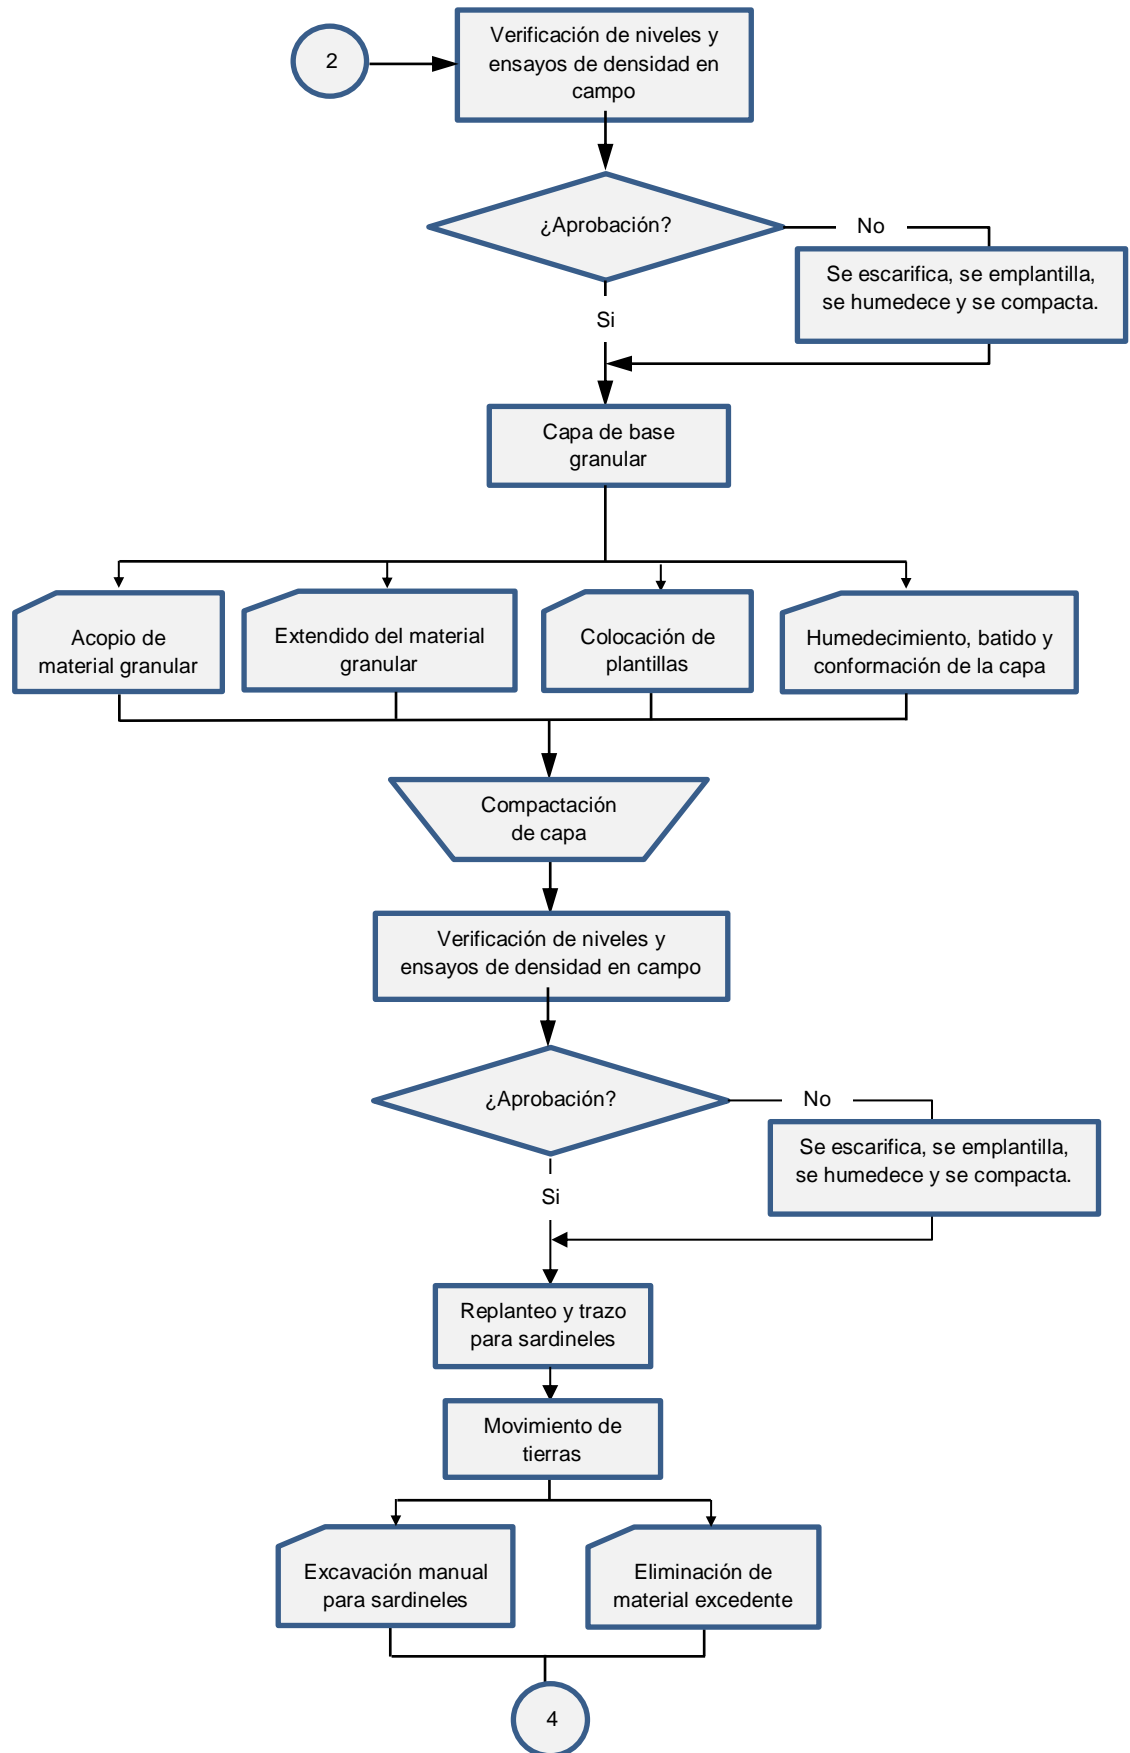 2
Verificación de niveles y
ensayos de densidad en
campo
¿Aprobación?
No
Se escarifica, se emplantilla,
se humedece y se compacta.
Si
Capa de base
granular
Acopio de
material granular
Extendido del material
granular
Colocación de
plantillas
Humedecimiento, batido y
conformación de la capa
Compactación
de capa
Verificación de niveles y
ensayos de densidad en campo
¿Aprobación?
No
Se escarifica, se emplantilla,
se humedece y se compacta.
Si
Replanteo y trazo
para sardineles
Movimiento de
tierras
Excavación manual
para sardineles
Eliminación de
material excedente
4